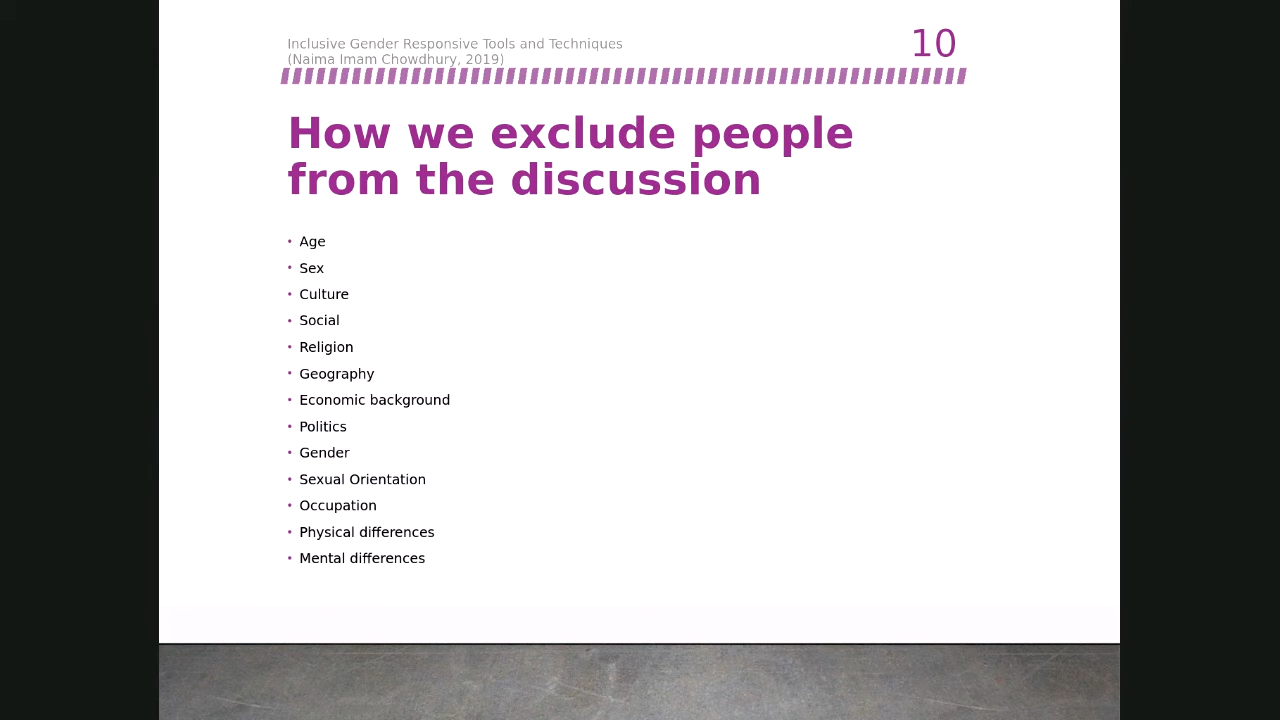 Inclusive Gender Responsive Tools and Techniques
(Naima Imam Chowdhury, 2019)
10
How we exclude people
from the discussion
• Age
• Sex
• Culture
• Social
• Religion
• Geography
• Economic background
• Politics
• Gender
• Sexual Orientation
• Occupation
• Physical differences
• Mental differences